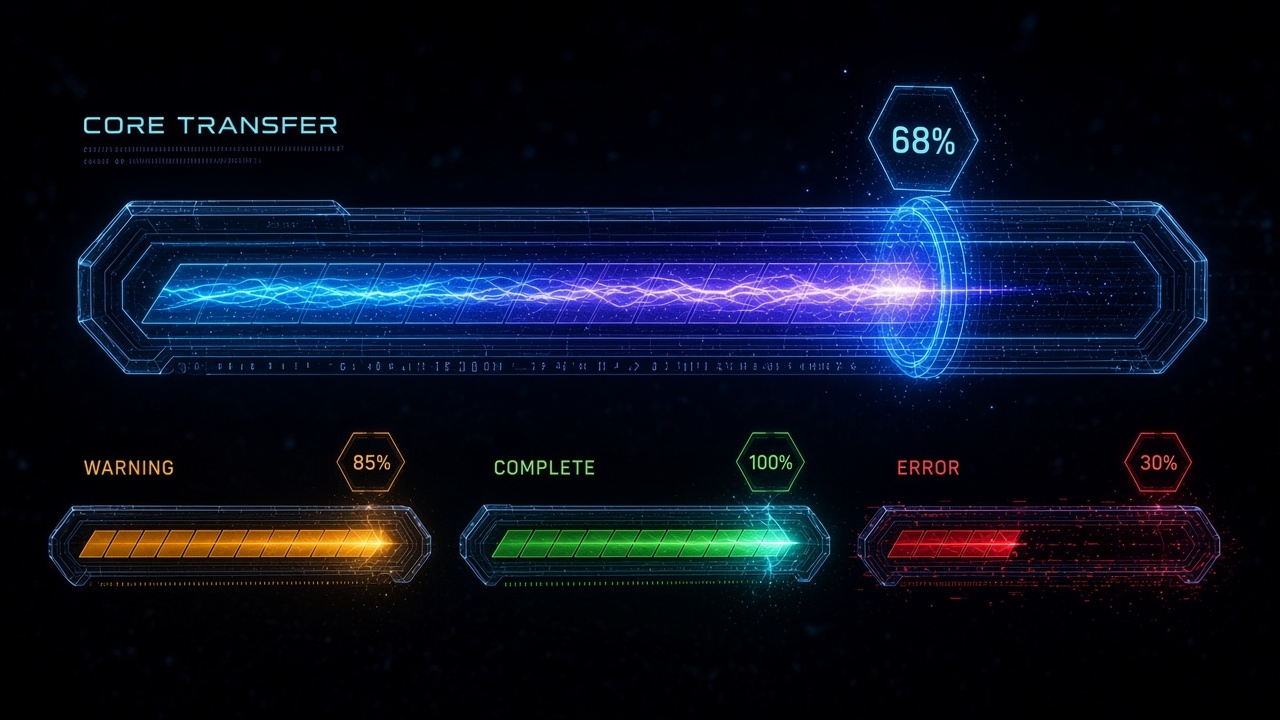 CORE TRANSFER
68%
WARNING
85%
COMPLETE
100%
ERROR
30%